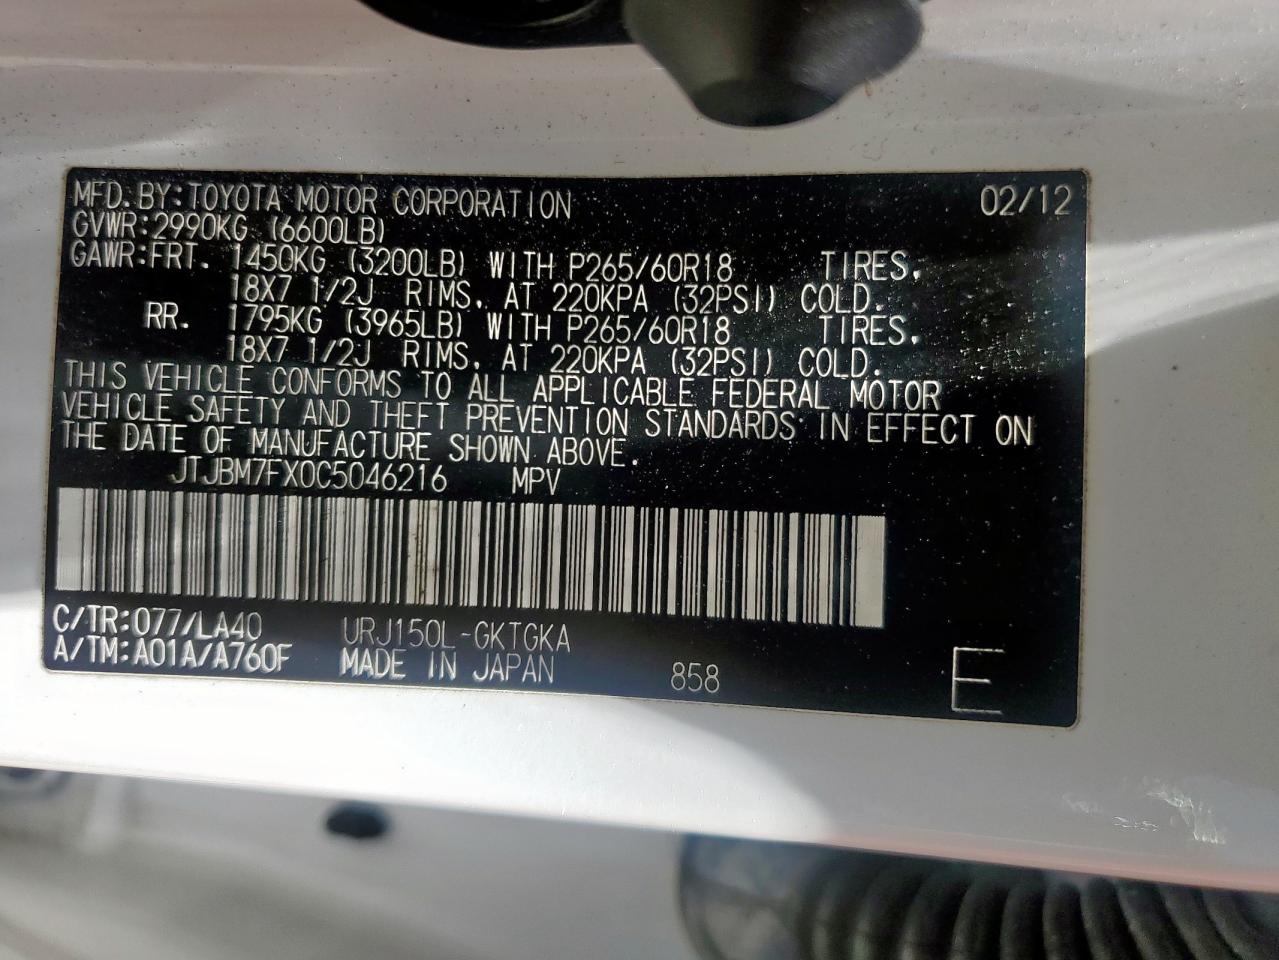 MFD. BY: TOYOTA MOTOR CORPORATION 02/12
GVWR: 2990KG (6600LB)
GAWR: FRT. 1450KG (3200LB) WITH P265/60R18 TIRES,
18X7 1/2J RIMS, AT 220KPA (32PSI) COLD.
RR. 1795KG (3965LB) WITH P265/60R18 TIRES,
18X7 1/2J RIMS, AT 220KPA (32PSI) COLD.
THIS VEHICLE CONFORMS TO ALL APPLICABLE FEDERAL MOTOR
VEHICLE SAFETY AND THEFT PREVENTION STANDARDS IN EFFECT ON
THE DATE OF MANUFACTURE SHOWN ABOVE.
JTJBM7FX0C5046216 MPV
C/TR: 077/LA40 URJ150L-GKTGKA
A/TM: A01A/A760F MADE IN JAPAN 858 E